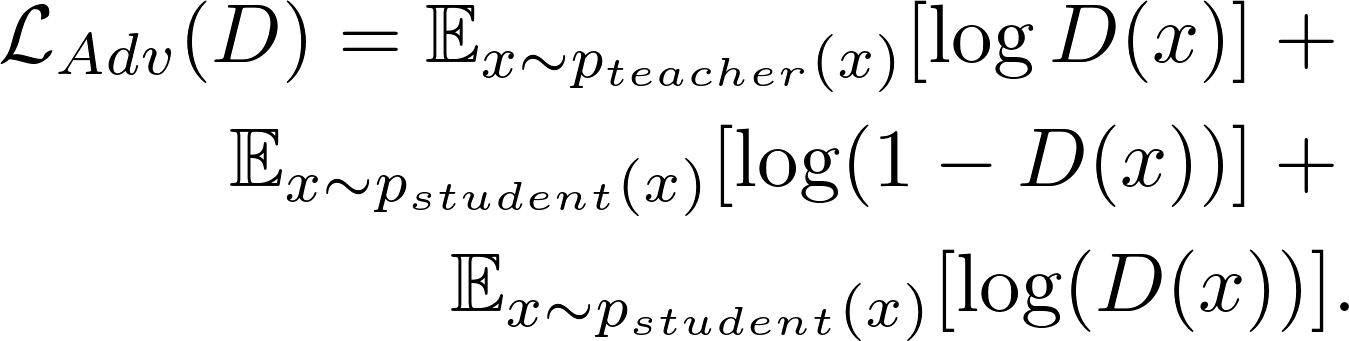 ℒ_{Adv}(D) = 𝔼_{x∼p_{teacher}(x)}[log D(x)] +
𝔼_{x∼p_{student}(x)}[log(1 − D(x))] +
𝔼_{x∼p_{student}(x)}[log(D(x))].